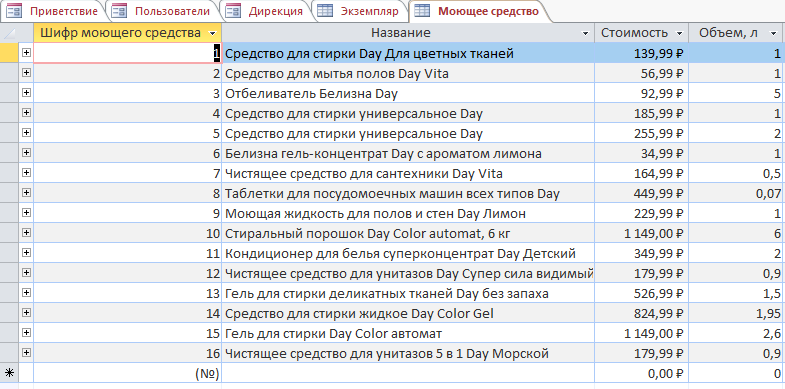 Приветствие Пользователи Дирекция Экземпляр Моющее средство
Шифр моющего средства Название Стоимость Объем, л
1 Средство для стирки Day Для цветных тканей 139,99 ₽ 1
2 Средство для мытья полов Day Vita 56,99 ₽ 1
3 Отбеливатель Белизна Day 92,99 ₽ 5
4 Средство для стирки универсальное Day 185,99 ₽ 1
5 Средство для стирки универсальное Day 255,99 ₽ 2
6 Белизна гель-концентрат Day с ароматом лимона 34,99 ₽ 1
7 Чистящее средство для сантехники Day Vita 164,99 ₽ 0,5
8 Таблетки для посудомоечных машин всех типов Day 449,99 ₽ 0,07
9 Моющая жидкость для полов и стен Day Лимон 229,99 ₽ 1
10 Стиральный порошок Day Color automat, 6 кг 1 149,00 ₽ 6
11 Кондиционер для белья суперконцентрат Day Детский 349,99 ₽ 2
12 Чистящее средство для унитазов Day Супер сила видимый 179,99 ₽ 0,9
13 Гель для стирки деликатных тканей Day без запаха 526,99 ₽ 1,5
14 Средство для стирки жидкое Day Color Gel 824,99 ₽ 1,95
15 Гель для стирки Day Color автомат 1 149,00 ₽ 2,6
16 Чистящее средство для унитазов 5 в 1 Day Морской 179,99 ₽ 0,9
(№) 0,00 ₽ 0